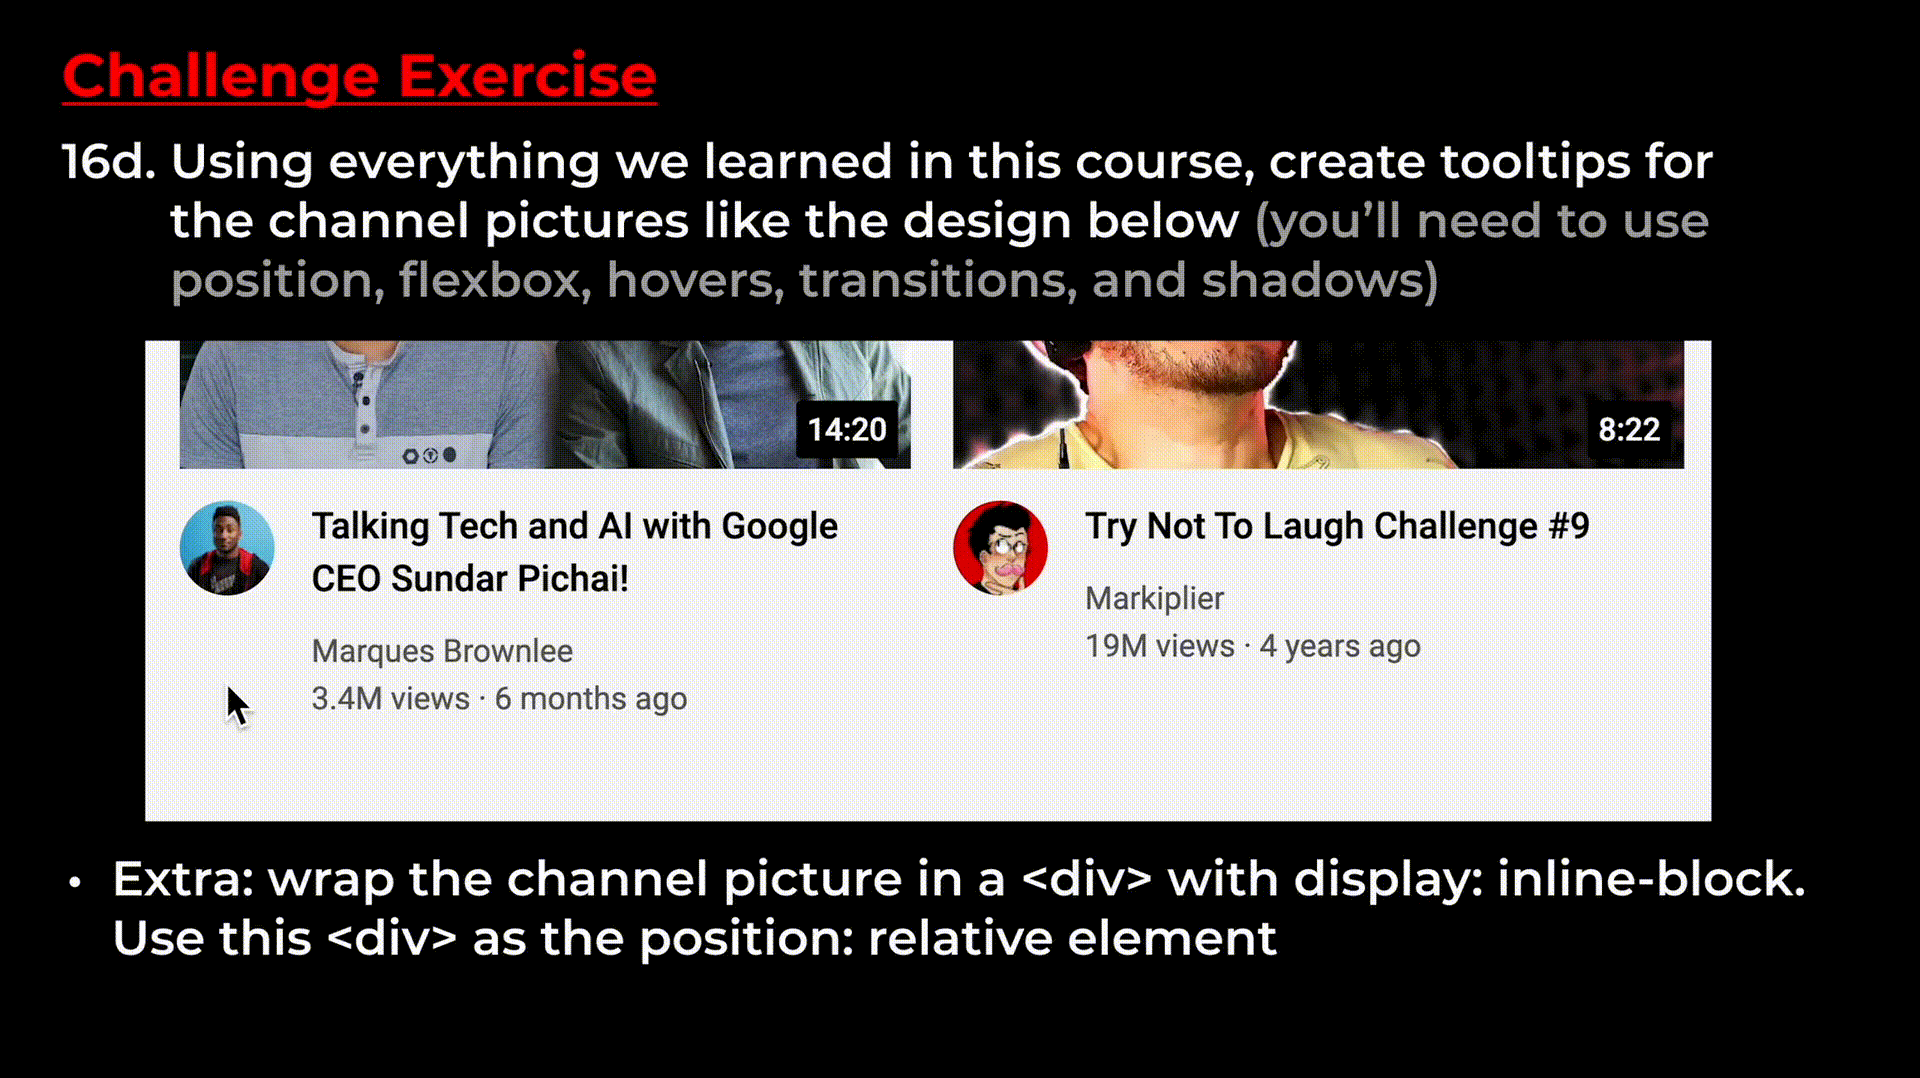 Challenge Exercise
16d. Using everything we learned in this course, create tooltips for
the channel pictures like the design below (you’ll need to use
position, flexbox, hovers, transitions, and shadows)
14:20
8:22
Talking Tech and AI with Google
CEO Sundar Pichai!
Marques Brownlee
3.4M views · 6 months ago
Try Not To Laugh Challenge #9
Markiplier
19M views · 4 years ago
• Extra: wrap the channel picture in a <div> with display: inline-block.
Use this <div> as the position: relative element